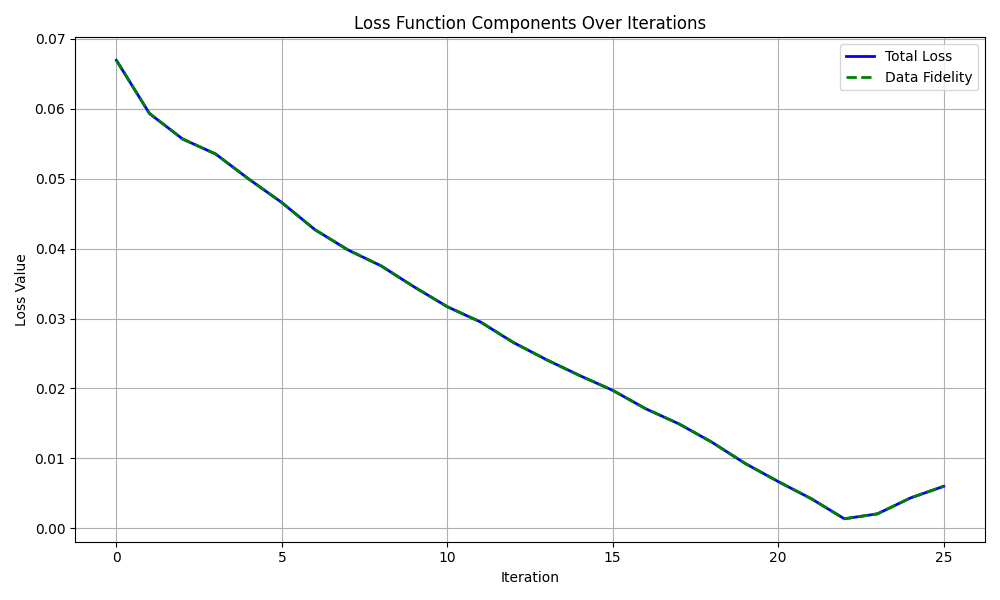 Loss Function Components Over Iterations
Total Loss
Data Fidelity
Loss Value
0.07
0.06
0.05
0.04
0.03
0.02
0.01
0.00
0 5 10 15 20 25
Iteration